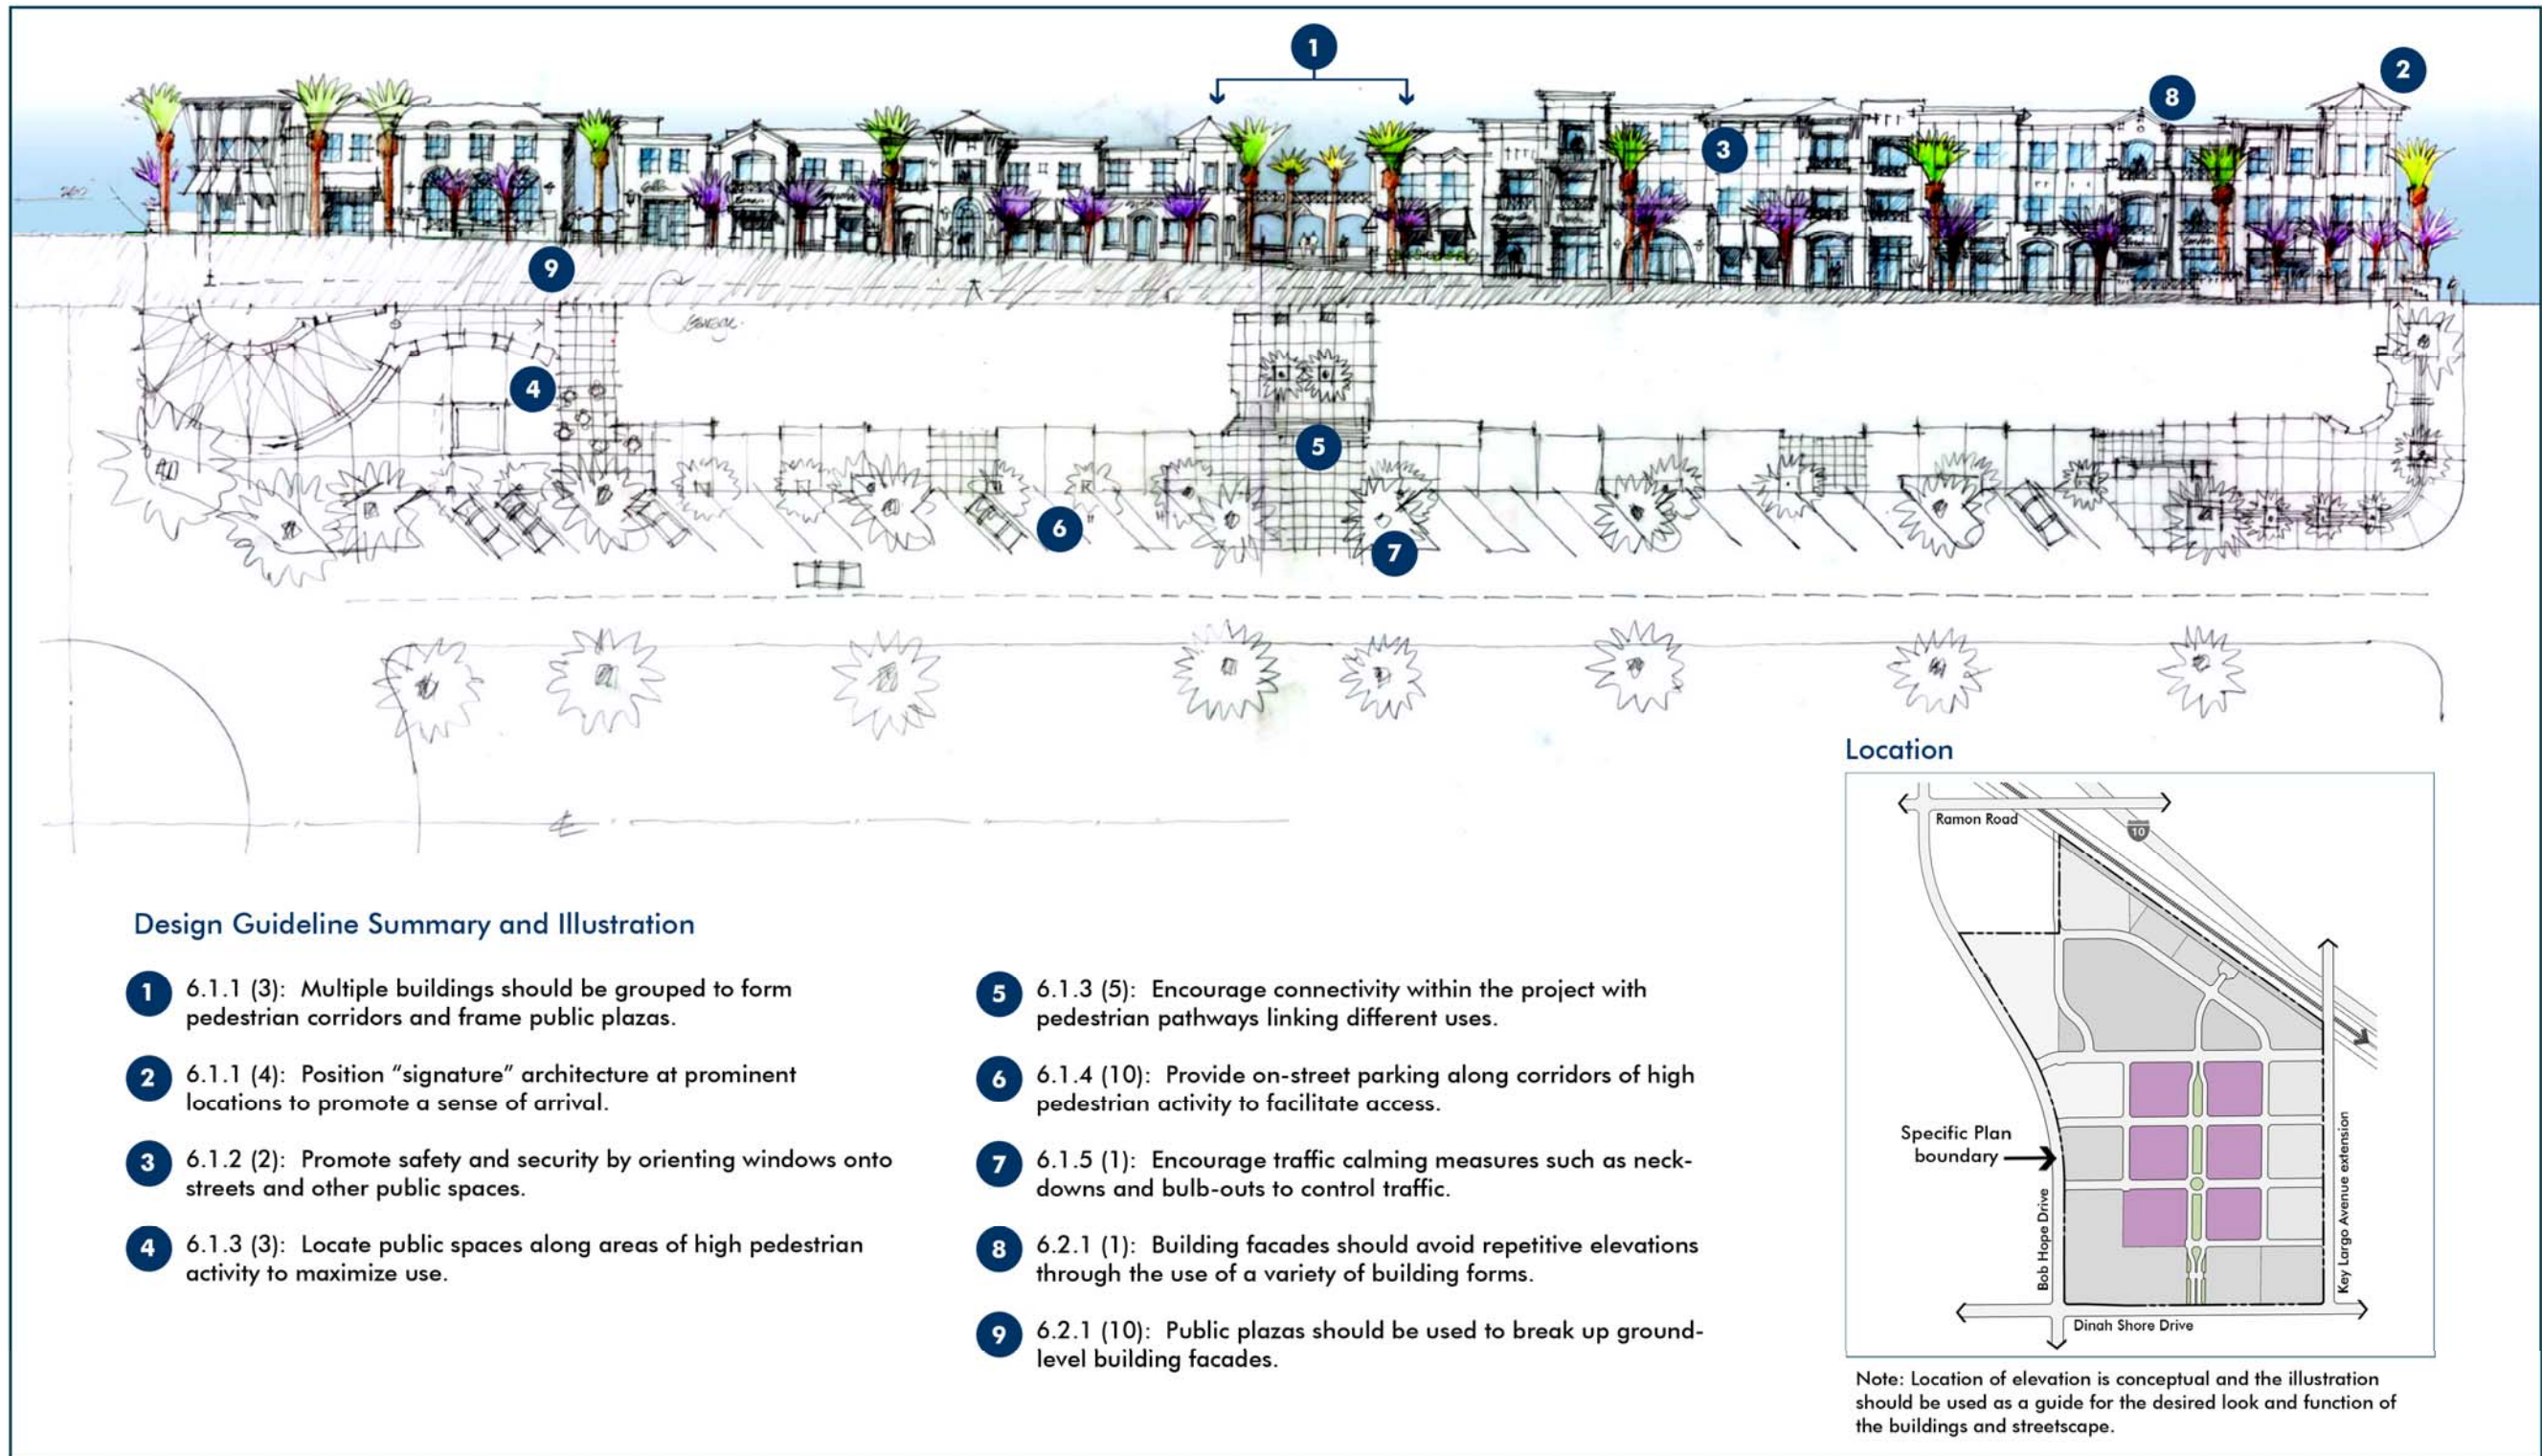 1
2
8
3
9
4
5
6
7
Design Guideline Summary and Illustration
1 6.1.1 (3): Multiple buildings should be grouped to form
pedestrian corridors and frame public plazas.
2 6.1.1 (4): Position “signature” architecture at prominent
locations to promote a sense of arrival.
3 6.1.2 (2): Promote safety and security by orienting windows onto
streets and other public spaces.
4 6.1.3 (3): Locate public spaces along areas of high pedestrian
activity to maximize use.
5 6.1.3 (5): Encourage connectivity within the project with
pedestrian pathways linking different uses.
6 6.1.4 (10): Provide on-street parking along corridors of high
pedestrian activity to facilitate access.
7 6.1.5 (1): Encourage traffic calming measures such as neck-
downs and bulb-outs to control traffic.
8 6.2.1 (1): Building facades should avoid repetitive elevations
through the use of a variety of building forms.
9 6.2.1 (10): Public plazas should be used to break up ground-
level building facades.
Location
Ramon Road
10
Specific Plan
boundary
Bob Hope Drive
Key Largo Avenue extension
Dinah Shore Drive
Note: Location of elevation is conceptual and the illustration
should be used as a guide for the desired look and function of
the buildings and streetscape.